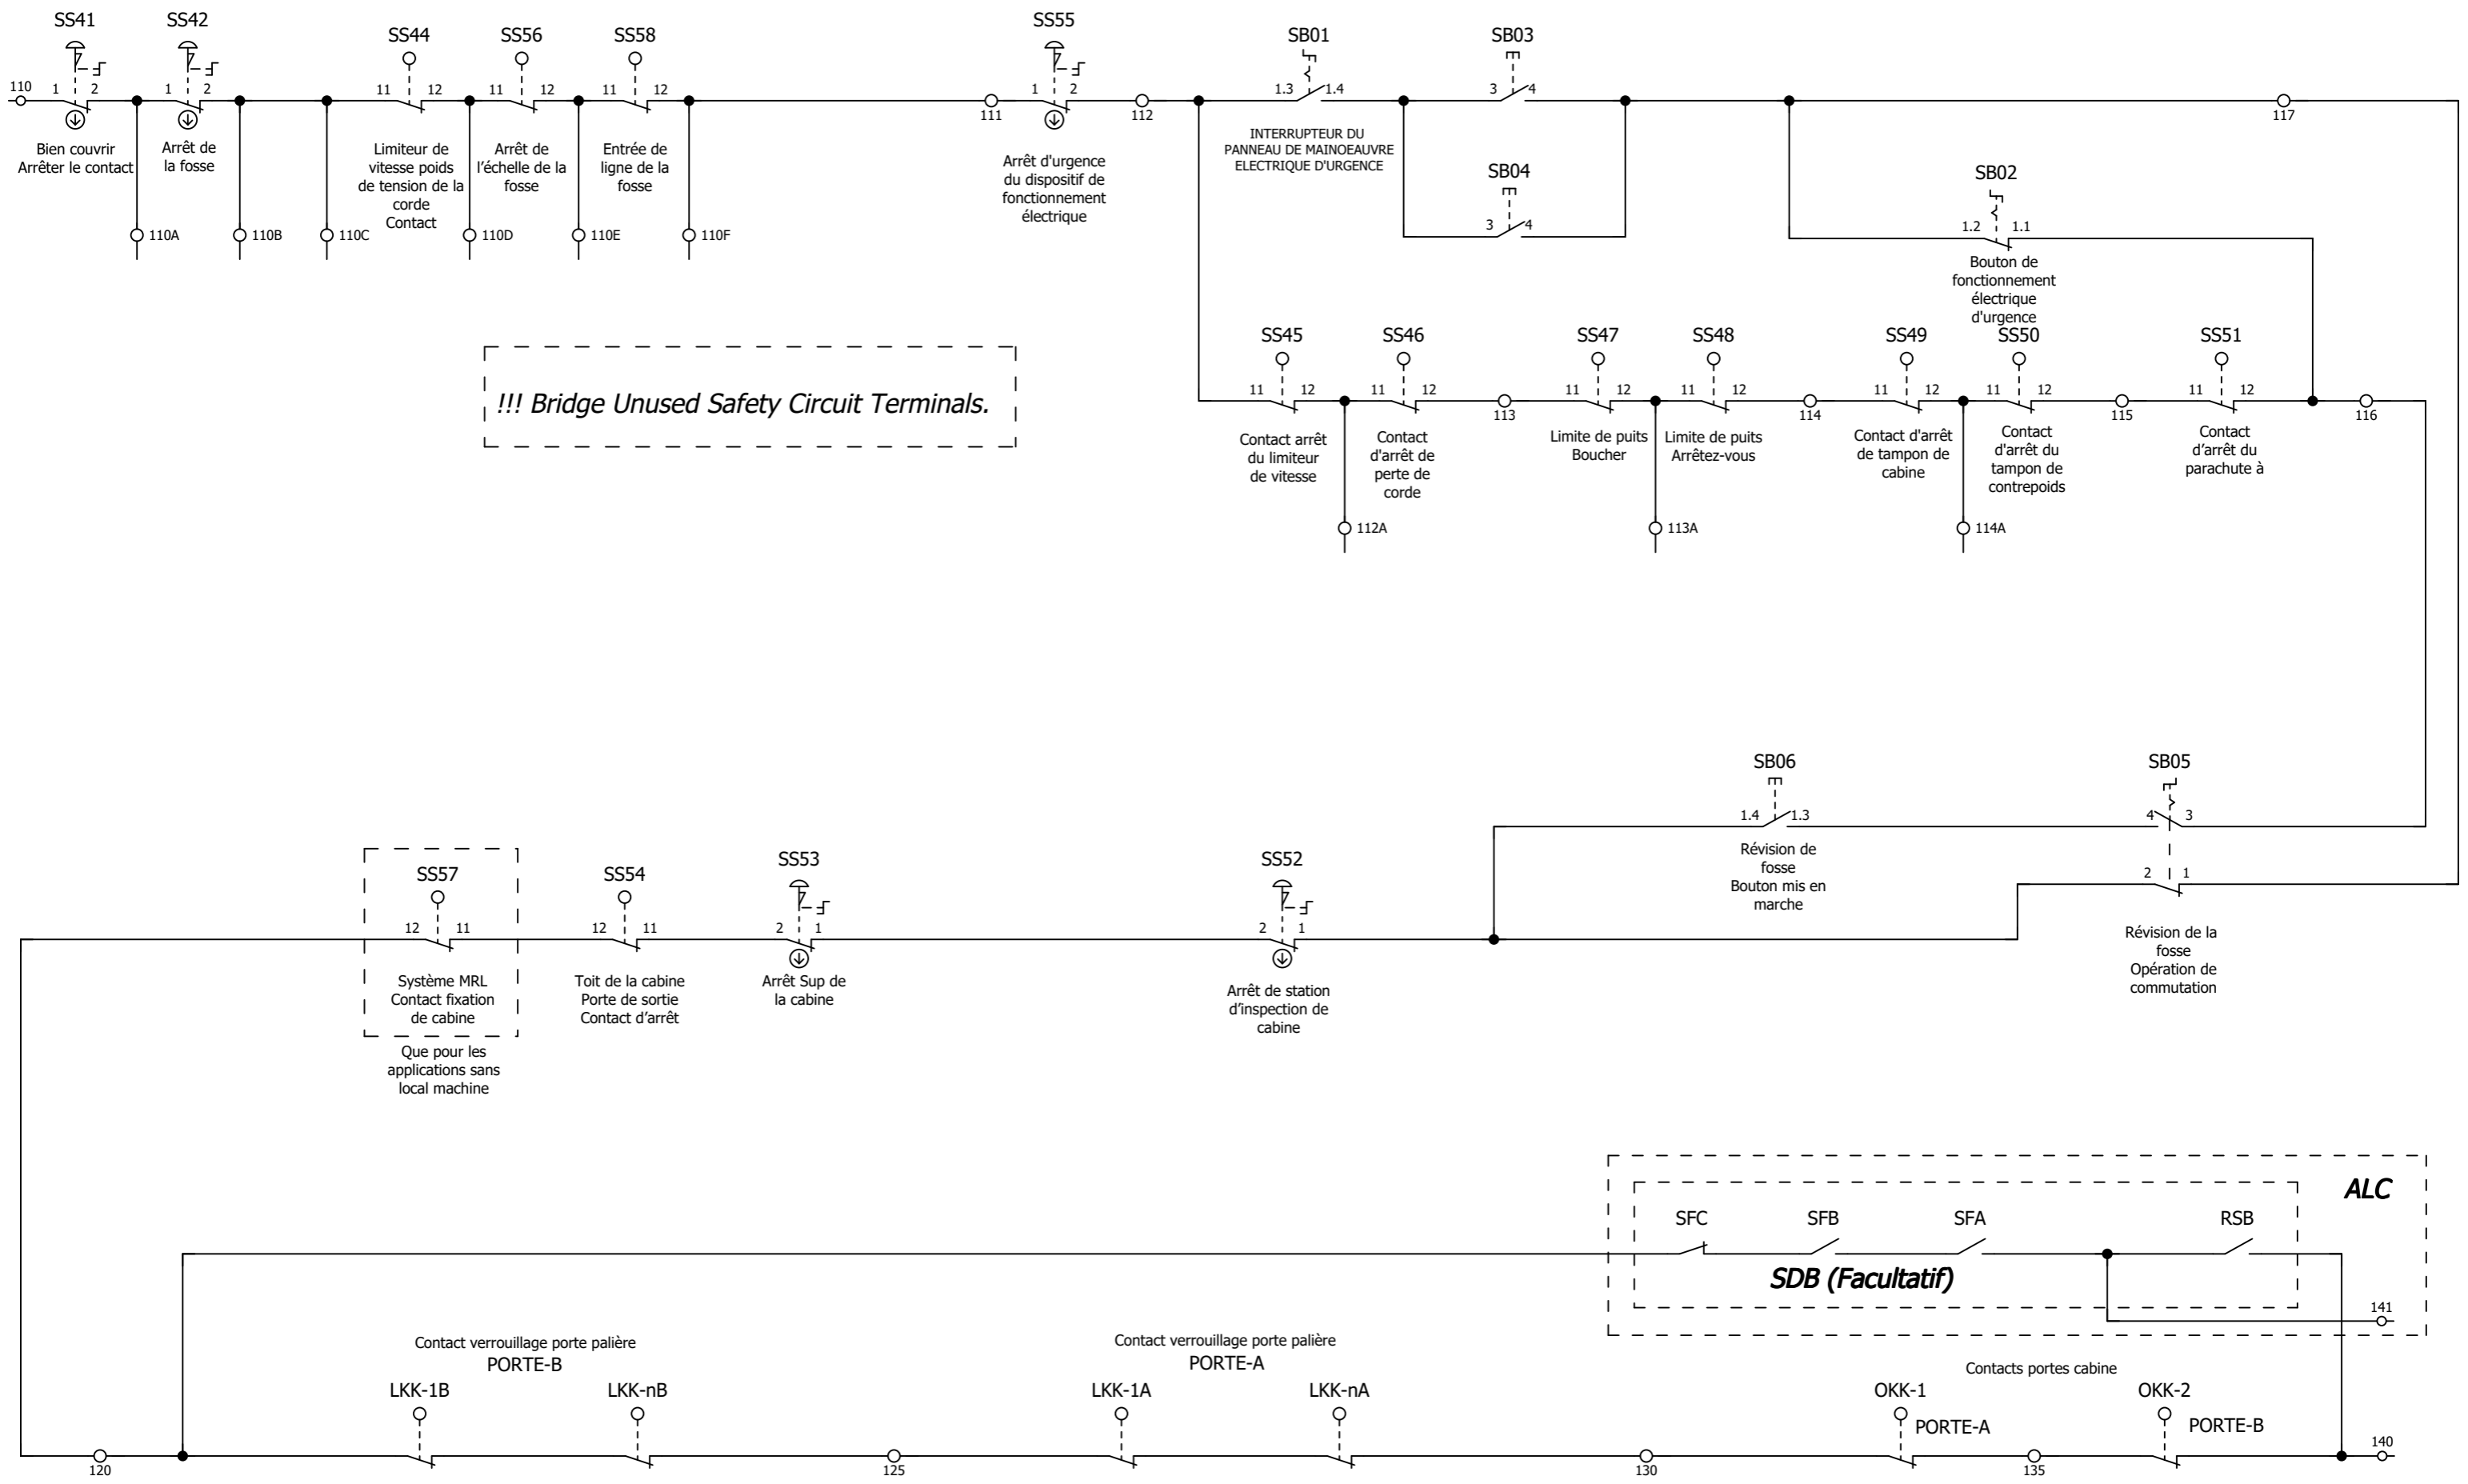 SS41
SS42
SS44
SS56
SS58
SS55
SB01
SB03
110
1 2
1 2
11 12
11 12
11 12
111
1 2
112
1.3 1.4
3 4
117
Bien couvrir
Arrêter le contact
Arrêt de
la fosse
Limiteur de
vitesse poids
de tension de la
corde
Contact
Arrêt de
l'échelle de la
fosse
Entrée de
ligne de la
fosse
Arrêt d'urgence
du dispositif de
fonctionnement
électrique
INTERRUPTEUR DU
PANNEAU DE MAINOEAUVRE
ELECTRIQUE D'URGENCE
SB04
3 4
SB02
1.2 1.1
Bouton de
fonctionnement
électrique
d'urgence
110A
110B
110C
110D
110E
110F
!!! Bridge Unused Safety Circuit Terminals.
SS45
SS46
SS47
SS48
SS49
SS50
SS51
11 12
11 12
113
11 12
11 12
114
11 12
11 12
115
11 12
116
Contact arrêt
du limiteur
de vitesse
Contact
d'arrêt de
perte de
corde
Limite de puits
Boucher
Limite de puits
Arrêtez-vous
Contact d'arrêt
de tampon de
cabine
Contact
d'arrêt du
tampon de
contrepoids
Contact
d’arrêt du
parachute à
112A
113A
114A
SB06
SB05
1.4 1.3
4 3
Révision de
fosse
Bouton mis en
marche
2 1
Révision de la
fosse
Opération de
commutation
SS57
SS54
SS53
SS52
12 11
12 11
2 1
2 1
Système MRL
Contact fixation
de cabine
Toit de la cabine
Porte de sortie
Contact d’arrêt
Arrêt Sup de
la cabine
Arrêt de station
d’inspection de
cabine
Que pour les
applications sans
local machine
ALC
SFC
SFB
SFA
RSB
SDB (Facultatif)
141
Contact verrouillage porte palière
PORTE-B
Contact verrouillage porte palière
PORTE-A
Contacts portes cabine
LKK-1B
LKK-nB
LKK-1A
LKK-nA
OKK-1
PORTE-A
OKK-2
PORTE-B
120
125
130
135
140